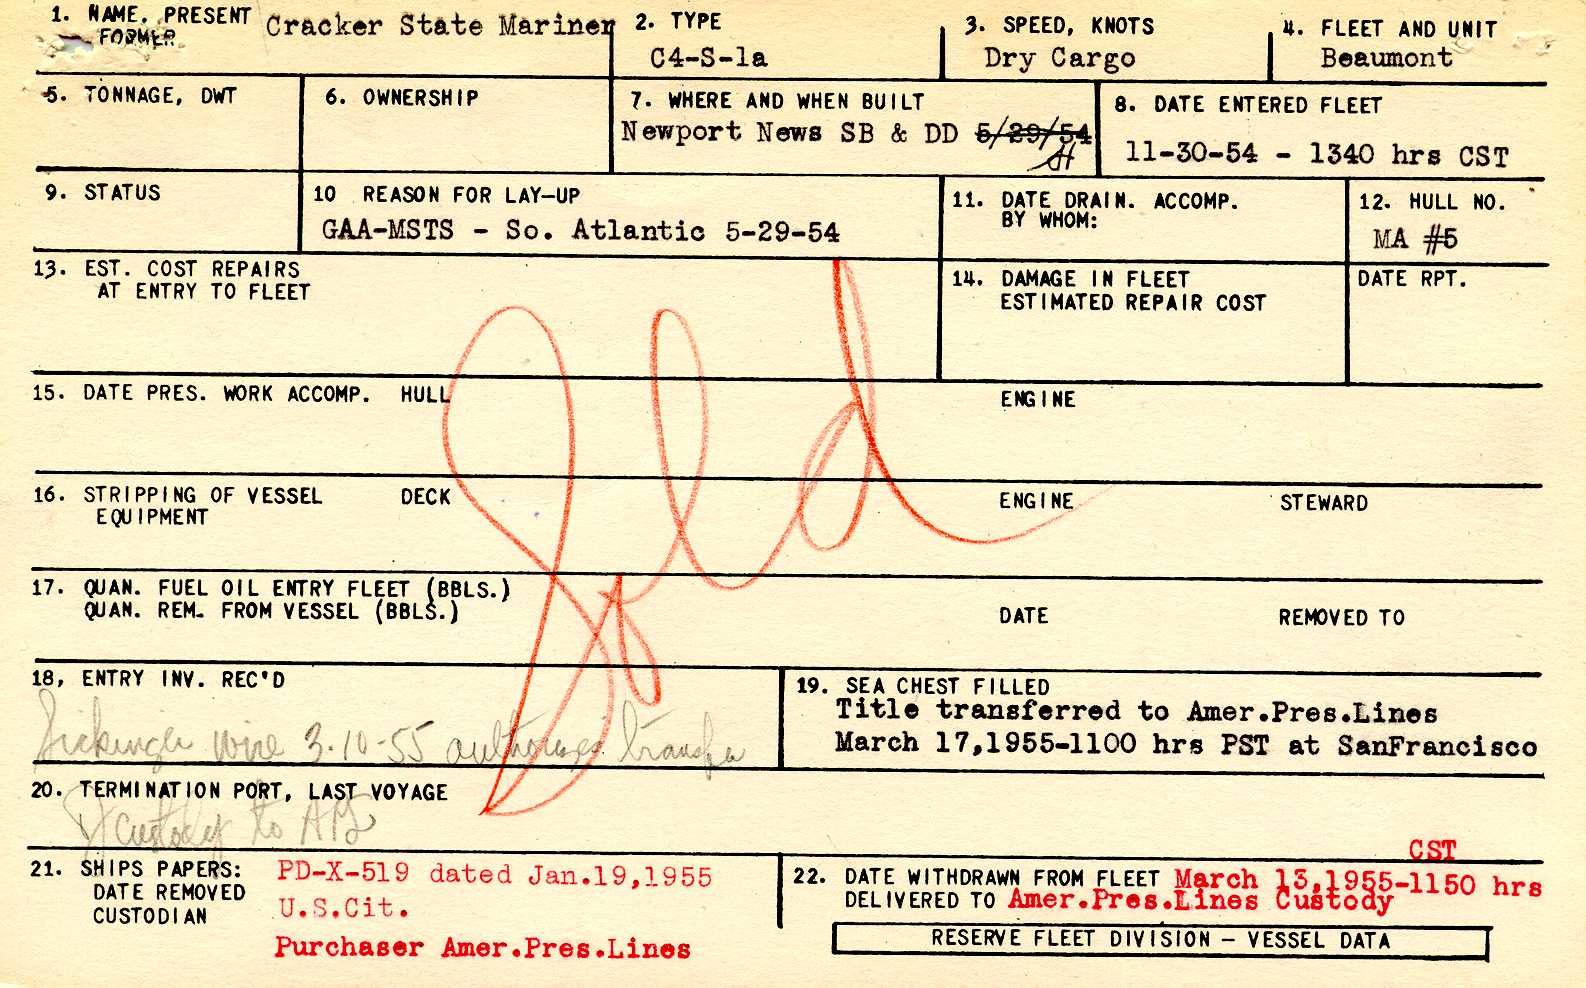 1. NAME, PRESENT Cracker State Mariner
FORMER
2. TYPE
C4-S-1a
3. SPEED, KNOTS
Dry Cargo
4. FLEET AND UNIT
Beaumont
5. TONNAGE, DWT
6. OWNERSHIP
7. WHERE AND WHEN BUILT
Newport News SB & DD 5/29/54
8. DATE ENTERED FLEET
11-30-54 - 1340 hrs CST
9. STATUS
10 REASON FOR LAY-UP
GAA-MSTS - So. Atlantic 5-29-54
11. DATE DRAIN. ACCOMP.
BY WHOM:
12. HULL NO.
MA #5
13. EST. COST REPAIRS
AT ENTRY TO FLEET
14. DAMAGE IN FLEET
ESTIMATED REPAIR COST
DATE RPT.
Sold
15. DATE PRES. WORK ACCOMP. HULL
ENGINE
16. STRIPPING OF VESSEL DECK
EQUIPMENT
ENGINE
STEWARD
17. QUAN. FUEL OIL ENTRY FLEET (BBLS.)
QUAN. REM. FROM VESSEL (BBLS.)
DATE
REMOVED TO
18, ENTRY INV. REC'D
wire 3-10-55 transfer
19. SEA CHEST FILLED
Title transferred to Amer.Pres.Lines
March 17,1955-1100 hrs PST at SanFrancisco
20. TERMINATION PORT, LAST VOYAGE
custody to
21. SHIPS PAPERS: PD-X-519 dated Jan.19,1955
DATE REMOVED
U.S.Cit.
CUSTODIAN
Purchaser Amer.Pres.Lines
CST
22. DATE WITHDRAWN FROM FLEET March 13,1955-1150 hrs
DELIVERED TO Amer.Pres.Lines Custody
RESERVE FLEET DIVISION - VESSEL DATA